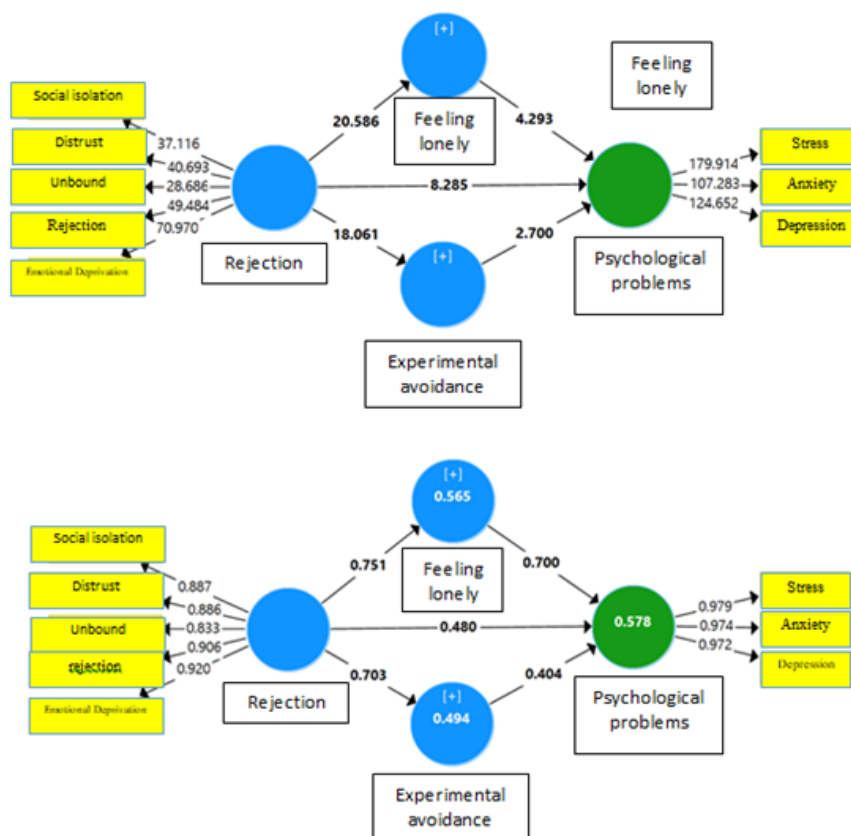 [+]
Feeling
lonely
Social isolation
20.586
Feeling
lonely
4.293
37.116
Distrust
40.693
179.914
Stress
Unbound
28.686
8.285
107.283
Anxiety
Rejection
49.484
124.652
Depression
70.970
18.061
2.700
Emotional Deprivation
Rejection
[+]
Psychological
problems
Experimental
avoidance
[+]
0.565
Social isolation
0.751
Feeling
lonely
0.700
0.887
Distrust
0.886
0.979
Stress
Unbound
0.833
0.480
0.578
0.974
Anxiety
rejection
0.906
0.972
Depression
0.920
0.703
0.404
Emotional Deprivation
Rejection
[+]
0.494
Psychological
problems
Experimental
avoidance